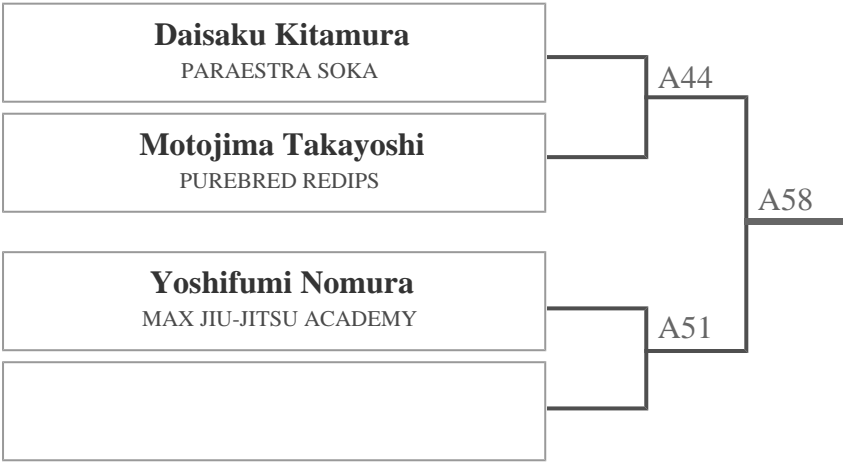 Daisaku Kitamura
PARAESTRA SOKA
A44
Motojima Takayoshi
PUREBRED REDIPS
A58
Yoshifumi Nomura
MAX JIU-JITSU ACADEMY
A51